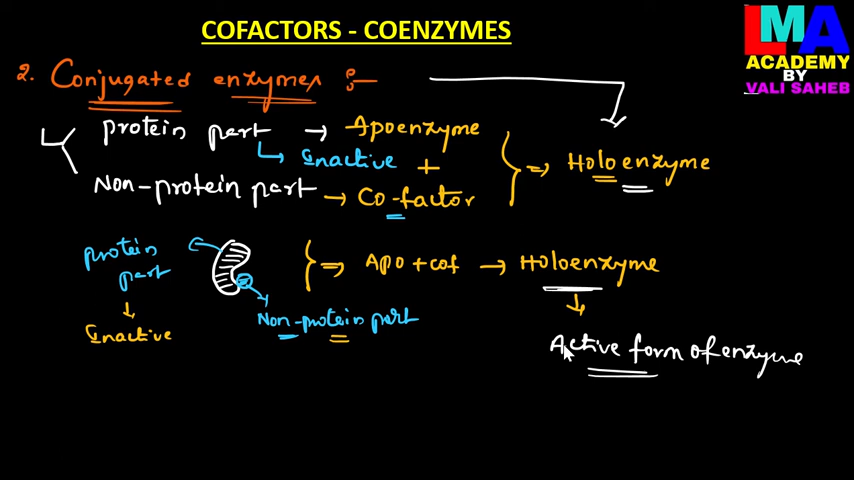 COFACTORS - COENZYMES
LMA
ACADEMY
BY
VALI SAHEB
2. Conjugated enzymes :-
protein part → Apoenzyme
↳ Inactive +
Non-protein part → Co-factor
} ⇒ Holoenzyme
protein part
↓
Inactive
Non-protein part
} ⇒ Apo + cof → Holoenzyme
↓
Active form of enzyme